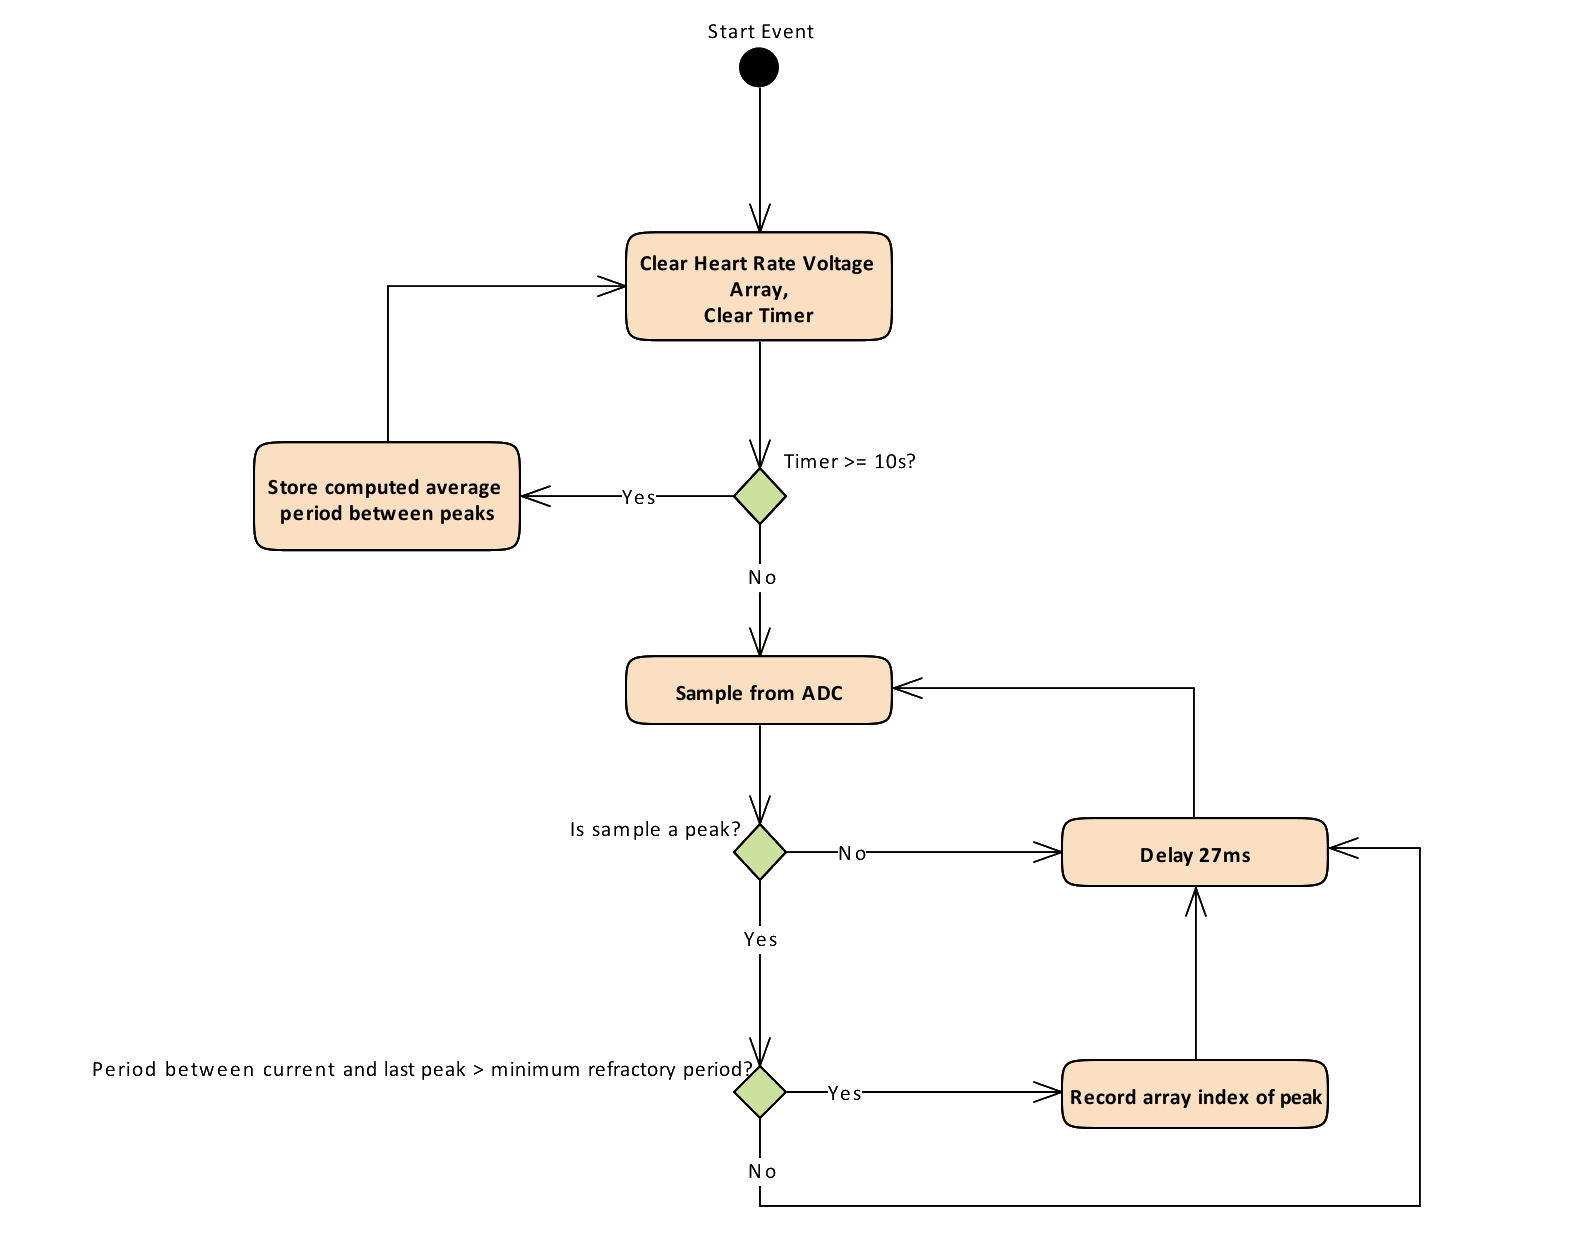 Start Event
Clear Heart Rate Voltage
Array,
Clear Timer
Timer >= 10s?
Store computed average
period between peaks
Yes
No
Sample from ADC
Is sample a peak?
No
Delay 27ms
Yes
Period between current and last peak > minimum refractory period?
Yes
Record array index of peak
No